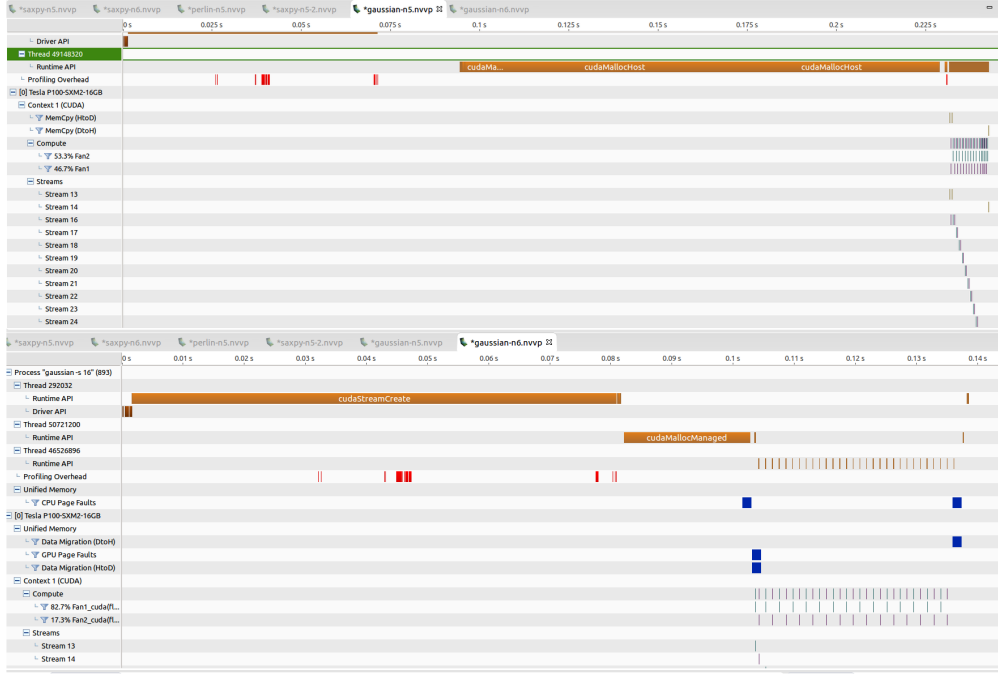 *saxpy-n5.nvvp *saxpy-n6.nvvp *perlin-n5.nvvp *saxpy-n5-2.nvvp *gaussian-n5.nvvp *gaussian-n6.nvvp
0 s 0.025 s 0.05 s 0.075 s 0.1 s 0.125 s 0.15 s 0.175 s 0.2 s 0.225 s
Driver API
Thread 49148320
Runtime API cudaMa... cudaMallocHost cudaMallocHost
Profiling Overhead
[0] Tesla P100-SXM2-16GB
Context 1 (CUDA)
MemCpy (HtoD)
MemCpy (DtoH)
Compute
53.3% Fan2
46.7% Fan1
Streams
Stream 13
Stream 14
Stream 16
Stream 17
Stream 18
Stream 19
Stream 20
Stream 21
Stream 22
Stream 23
Stream 24
*saxpy-n5.nvvp *saxpy-n6.nvvp *perlin-n5.nvvp *saxpy-n5-2.nvvp *gaussian-n5.nvvp *gaussian-n6.nvvp
0 s 0.01 s 0.02 s 0.03 s 0.04 s 0.05 s 0.06 s 0.07 s 0.08 s 0.09 s 0.1 s 0.11 s 0.12 s 0.13 s 0.14 s
Process "gaussian -s 16" (893)
Thread 292032
Runtime API cudaStreamCreate
Driver API
Thread 50721200
Runtime API cudaMallocManaged
Thread 46526896
Runtime API
Profiling Overhead
Unified Memory
CPU Page Faults
[0] Tesla P100-SXM2-16GB
Unified Memory
Data Migration (DtoH)
GPU Page Faults
Data Migration (HtoD)
Context 1 (CUDA)
Compute
82.7% Fan1_cuda(fl...
17.3% Fan2_cuda(fl...
Streams
Stream 13
Stream 14